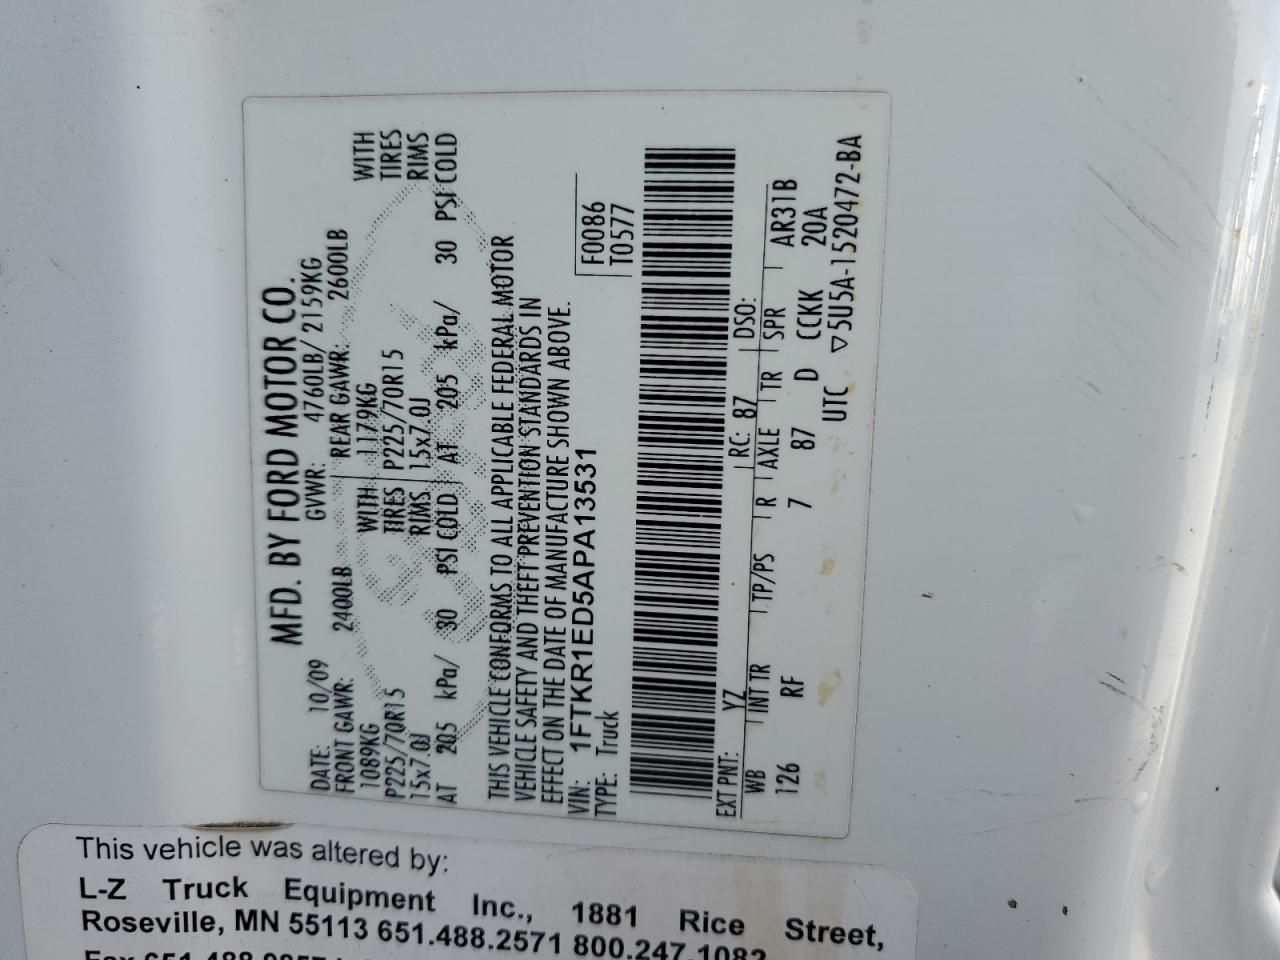 MFD. BY FORD MOTOR CO.
DATE: 10/09 GVWR: 4760LB/ 2159KG
FRONT GAWR: 2400LB REAR GAWR: 2600LB
1089KG WITH 1179KG WITH
P225/70R15 TIRES P225/70R15 TIRES
15x7.0J RIMS 15x7.0J RIMS
AT 205 kPa/ 30 PSI COLD AT 205 kPa/ 30 PSI COLD
THIS VEHICLE CONFORMS TO ALL APPLICABLE FEDERAL MOTOR
VEHICLE SAFETY AND THEFT PREVENTION STANDARDS IN
EFFECT ON THE DATE OF MANUFACTURE SHOWN ABOVE.
VIN: 1FTKR1ED5APA13531 F0086
TYPE: Truck T0577
EXT PNT: YZ RC: 87 DSO:
WB INT TR TP/PS R AXLE TR SPR AR31B
126 RF 7 87 D CCKK 20A
UTC ▽5U5A-1520472-BA
This vehicle was altered by:
L-Z Truck Equipment Inc., 1881 Rice Street,
Roseville, MN 55113 651.488.2571 800.247.1082